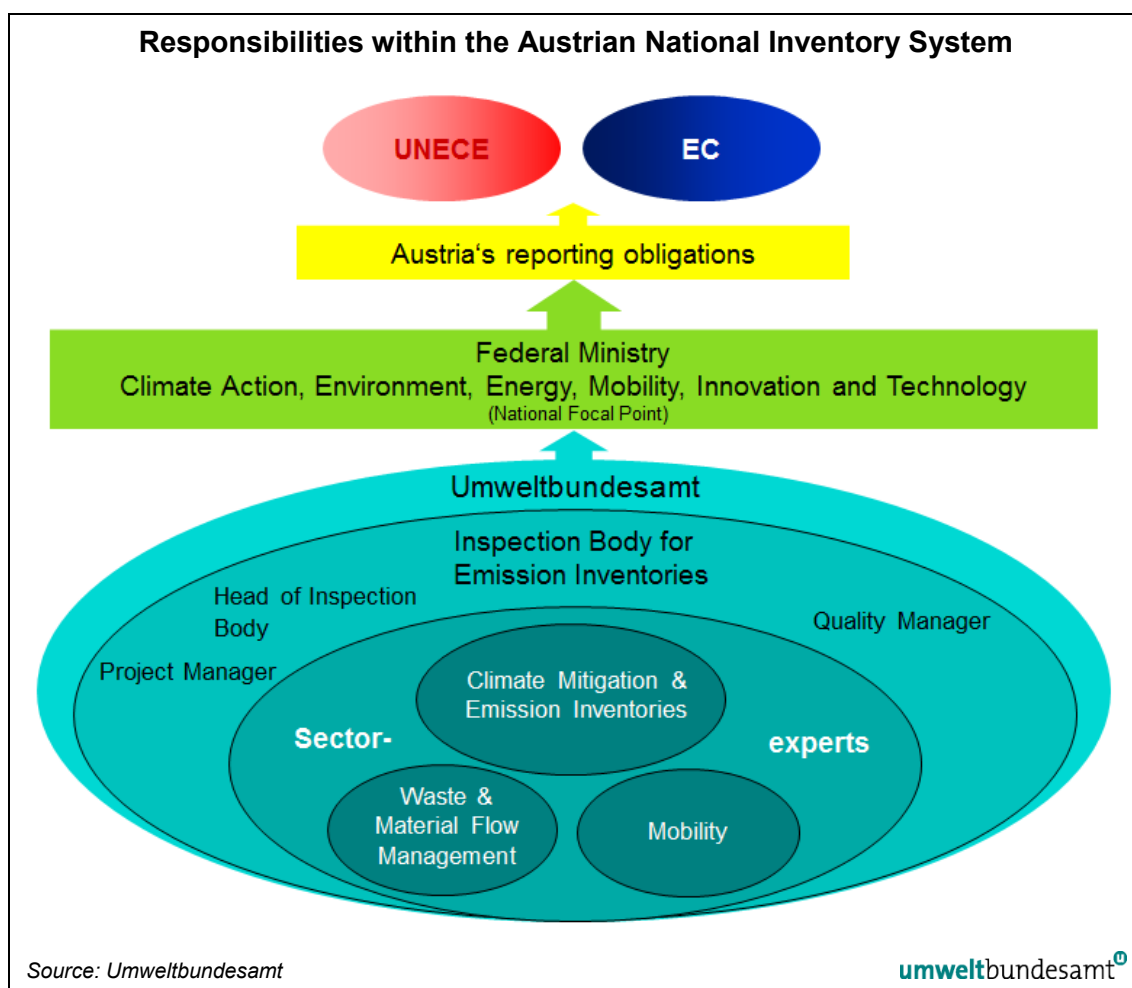 Responsibilities within the Austrian National Inventory System
UNECE
EC
Austria‘s reporting obligations
Federal Ministry
Climate Action, Environment, Energy, Mobility, Innovation and Technology
(National Focal Point)
Umweltbundesamt
Inspection Body for
Emission Inventories
Head of Inspection
Body
Quality Manager
Project Manager
Climate Mitigation &
Emission Inventories
Sector-
experts
Waste &
Material Flow
Management
Mobility
Source: Umweltbundesamt
umweltbundesamt u